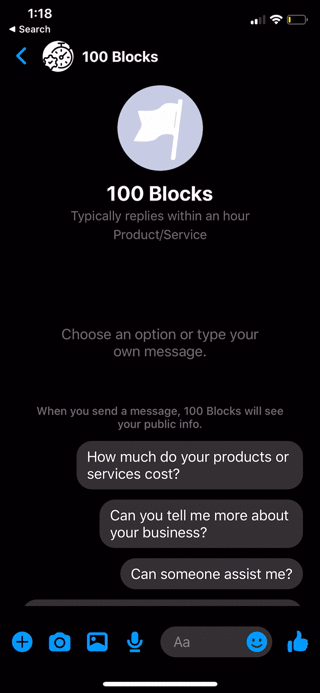 1:18
◀ Search
100 Blocks
100 Blocks
Typically replies within an hour
Product/Service
Choose an option or type your
own message.
When you send a message, 100 Blocks will see
your public info.
How much do your products or
services cost?
Can you tell me more about
your business?
Can someone assist me?
Aa